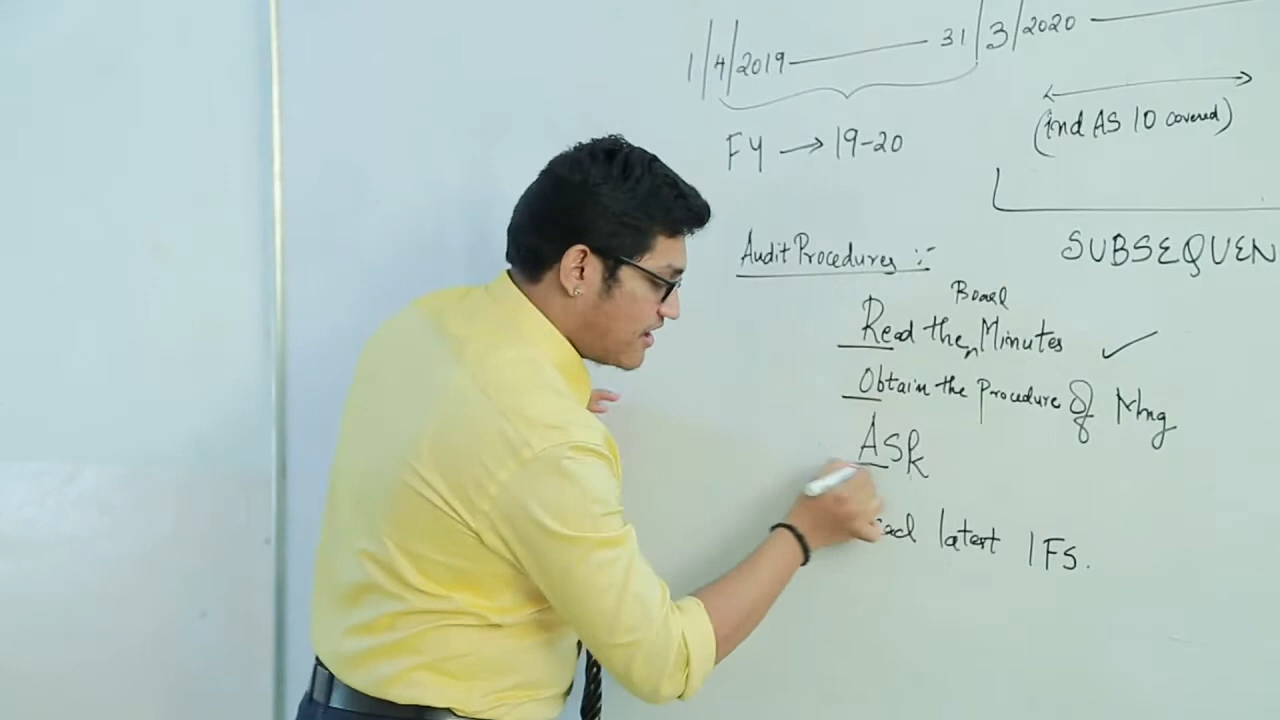 1/4/2019 — 31/3/2020 —
(Ind AS 10 covered)
FY → 19-20
SUBSEQUEN
Audit Procedures :-
Board
Read the Minutes ✓
Obtain the Procedure of Mng
Ask
ead latest IFS.